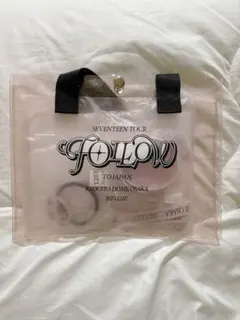 SEVENTEEN TOUR
FOLLOW
TO JAPAN
KYOCERA DOME OSAKA